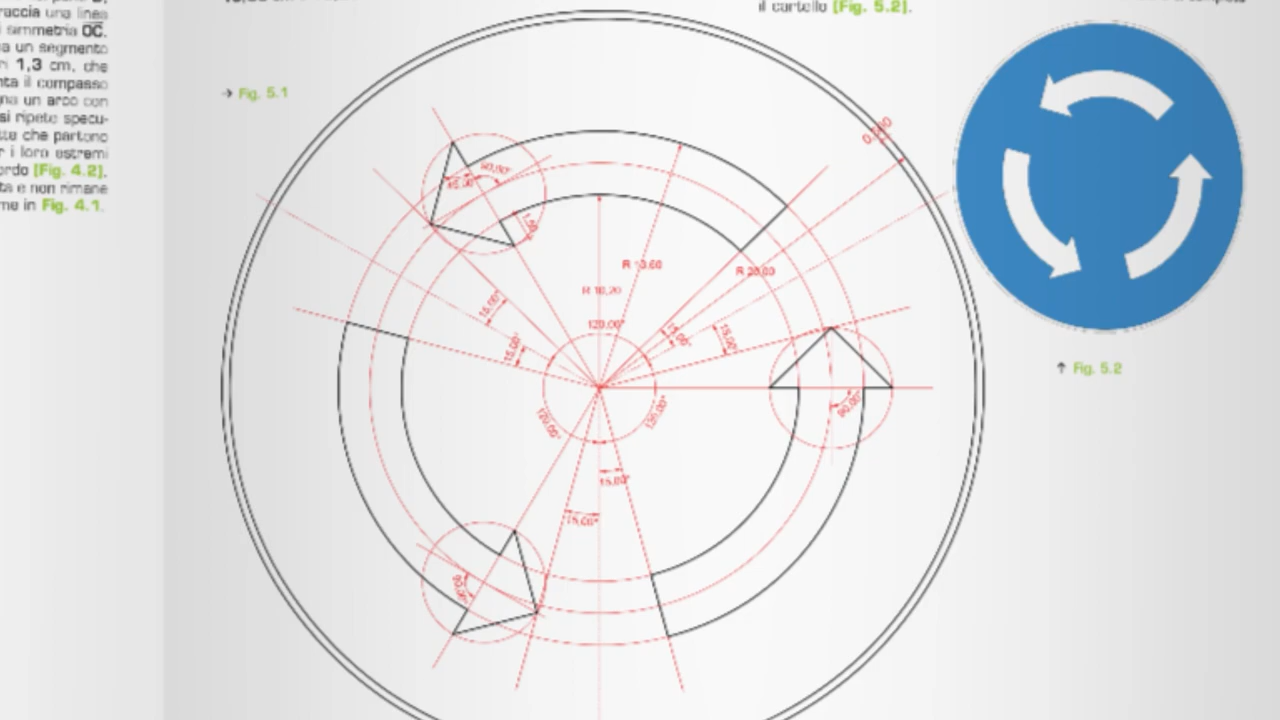 raccia una linea
simmetria OC.
a un segmento
ri 1,3 cm, che
nta il compasso
gna un arco con
si ripete specu-
tte che partono
r i loro estremi
ordo (Fig. 4.2).
ta e non rimane
me in Fig. 4.1.
il cartello (Fig. 5.2).
→ Fig. 5.1
0.500
90,00°
15,00°
1,50
R 13,60
R 20,00
R 10,20
120,00°
15,00°
15,00°
15,00°
15,00°
90,00°
120,00°
120,00°
15,00°
15,00°
90,00°
↑ Fig. 5.2